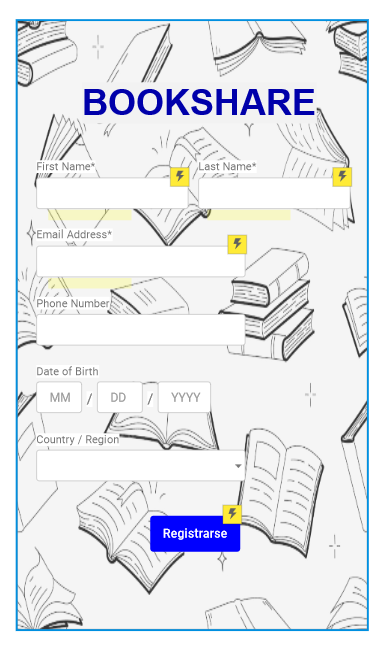 BOOKSHARE
First Name* Last Name*
Email Address*
Phone Number
Date of Birth
MM / DD / YYYY
Country / Region
Registrarse